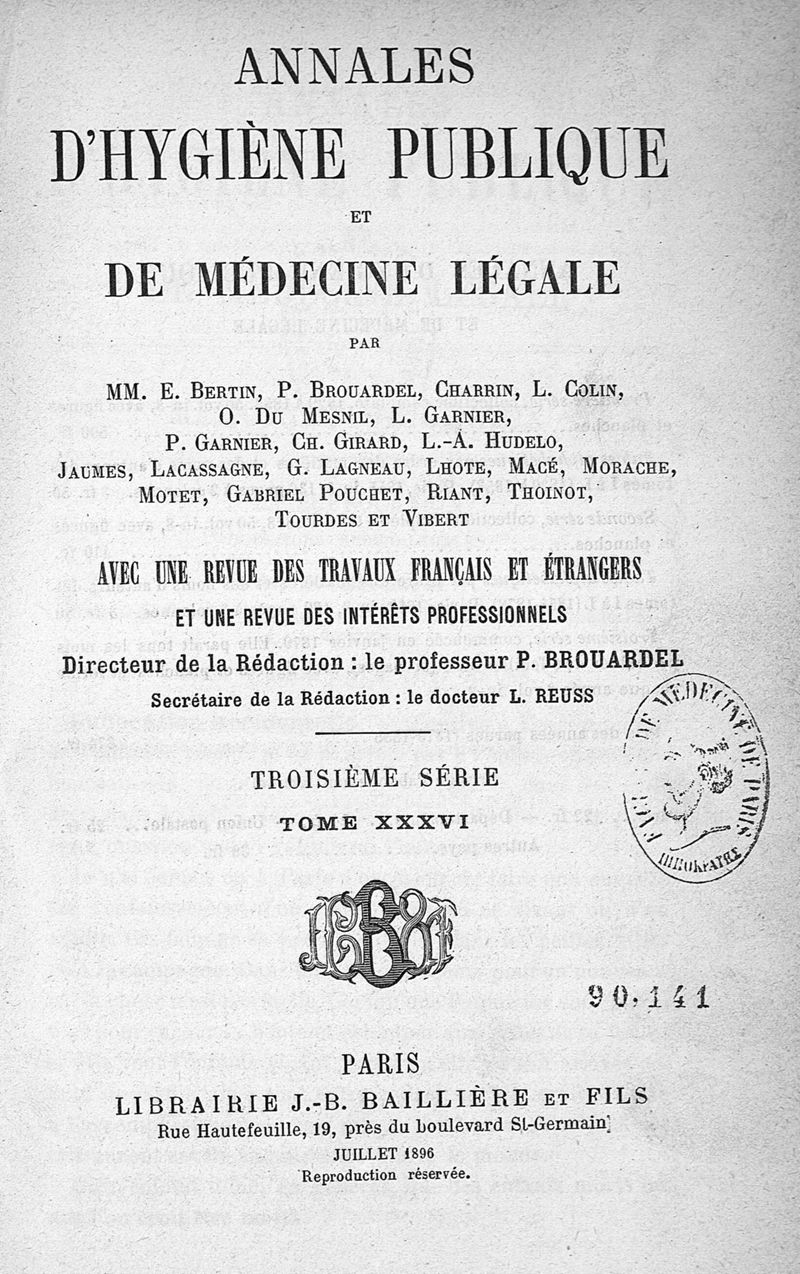 ANNALES
D'HYGIÈNE PUBLIQUE
ET
DE MÉDECINE LÉGALE
PAR
MM. E. BERTIN, P. BROUARDEL, CHARRIN, L. COLIN,
O. DU MESNIL, L. GARNIER,
P. GARNIER, CH. GIRARD, L.-A. HUDELO,
JAUMES, LACASSAGNE, G. LAGNEAU, LHOTE, MACÉ, MORACHE,
MOTET, GABRIEL POUCHET, RIANT, THOINOT,
TOURDES ET VIBERT
AVEC UNE REVUE DES TRAVAUX FRANÇAIS ET ÉTRANGERS
ET UNE REVUE DES INTÉRÊTS PROFESSIONNELS
Directeur de la Rédaction : le professeur P. BROUARDEL
Secrétaire de la Rédaction : le docteur L. REUSS
DE MÉDECINE DE PARIS
TROISIÈME SÉRIE
TOME XXXVI
90.141
PARIS
LIBRAIRIE J.-B. BAILLIÈRE ET FILS
Rue Hautefeuille, 19, près du boulevard St-Germain
JUILLET 1896
Reproduction réservée.